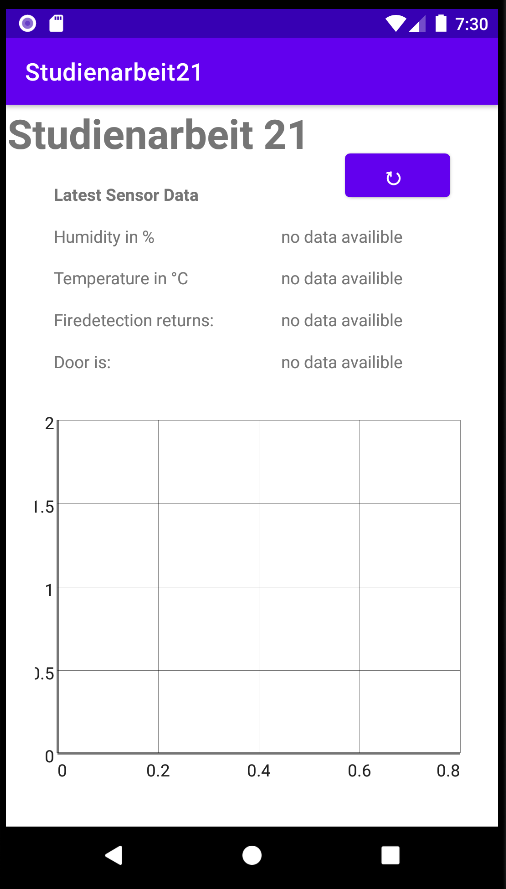 7:30
Studienarbeit21
Studienarbeit 21
↻
Latest Sensor Data
Humidity in % no data availible
Temperature in °C no data availible
Firedetection returns: no data availible
Door is: no data availible
2
1.5
1
0.5
0
0 0.2 0.4 0.6 0.8